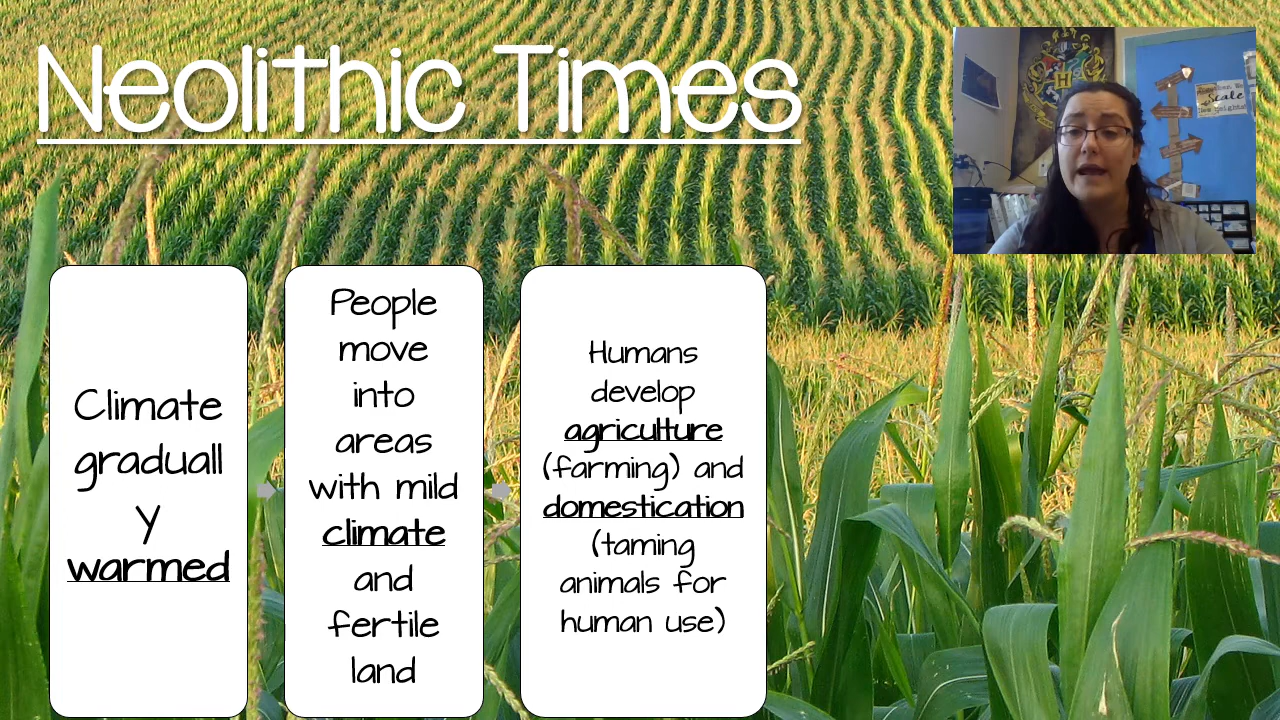 Neolithic Times
Climate
graduall
y
warmed
People
move
into
areas
with mild
climate
and
fertile
land
Humans
develop
agriculture
(farming) and
domestication
(taming
animals for
human use)
Scale